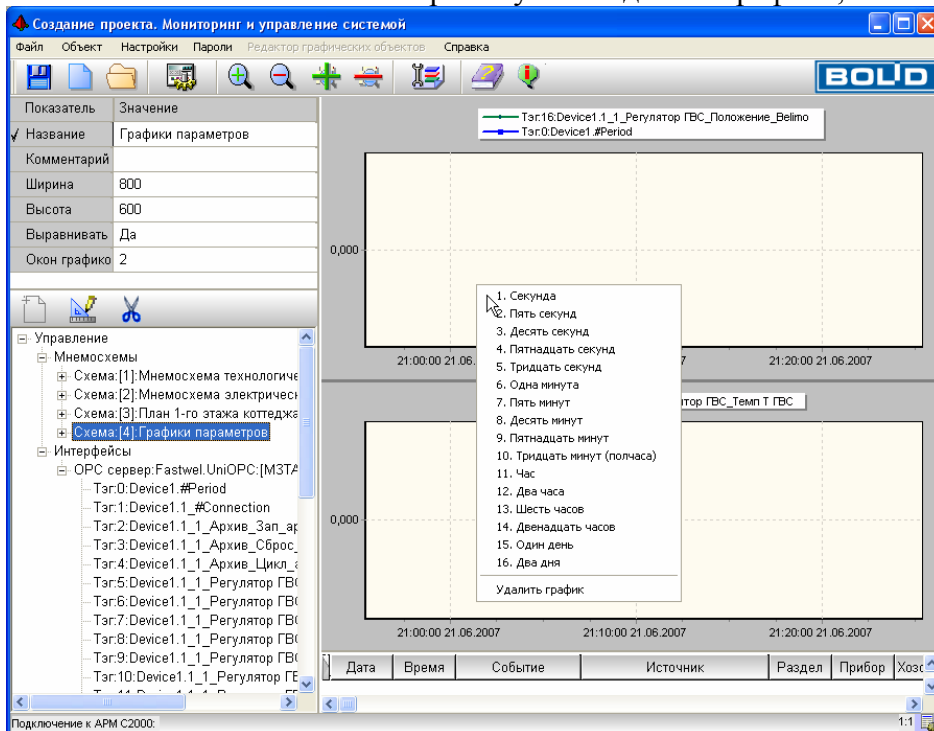 Создание проекта. Мониторинг и управление системой
Файл Объект Настройки Пароли Редактор графических объектов Справка
BOLID
Показатель Значение
Название Графики параметров
Комментарий
Ширина 800
Высота 600
Выравнивать Да
Окон графико 2
Управление
Мнемосхемы
Схема:[1]:Мнемосхема технологиче
Схема:[2]:Мнемосхема электричесн
Схема:[3]:План 1-го этажа коттеджа
Схема:[4]:Графики параметров
Интерфейсы
OPC сервер:Fastwel.UniOPC:[МЗТА
Тэг:0:Device1.#Period
Тэг:1:Device1.1_#Connection
Тэг:2:Device1.1_1_Архив_Зап_ар
Тэг:3:Device1.1_1_Архив_Сброс_
Тэг:4:Device1.1_1_Архив_Цикл_а
Тэг:5:Device1.1_1_Регулятор ГВС
Тэг:6:Device1.1_1_Регулятор ГВС
Тэг:7:Device1.1_1_Регулятор ГВС
Тэг:8:Device1.1_1_Регулятор ГВС
Тэг:9:Device1.1_1_Регулятор ГВС
Тэг:10:Device1.1_1_Регулятор ГВ
Тэг:16:Device1.1_1_Регулятор ГВС_Положение_Belimo
Тэг:0:Device1.#Period
0,000
21:00:00 21.06. 7 21:20:00 21.06.2007
1. Секунда
2. Пять секунд
3. Десять секунд
4. Пятнадцать секунд
5. Тридцать секунд
6. Одна минута
7. Пять минут
8. Десять минут
9. Пятнадцать минут
10. Тридцать минут (полчаса)
11. Час
12. Два часа
13. Шесть часов
14. Двенадцать часов
15. Один день
16. Два дня
Удалить график
тор ГВС_Темп Т ГВС
0,000
21:00:00 21.06.2007 21:10:00 21.06.2007 21:20:00 21.06.2007
Дата Время Событие Источник Раздел Прибор Хозо
Подключение к АРМ С2000: 1:1